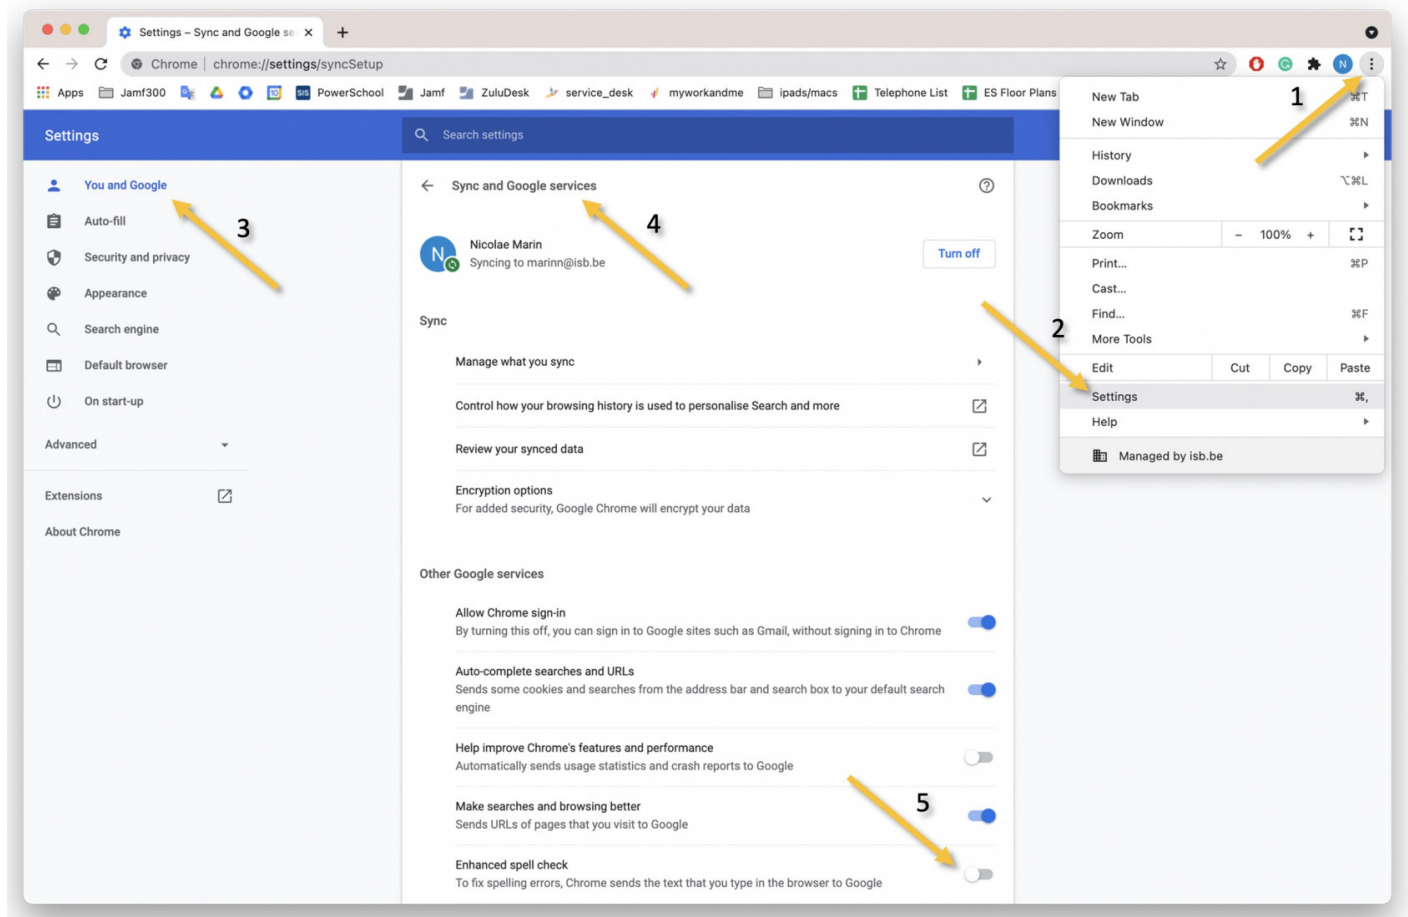 Settings – Sync and Google se
Chrome | chrome://settings/syncSetup
N
Apps Jamf300 10 SIS PowerSchool Jamf ZuluDesk service_desk myworkandme ipads/macs Telephone List ES Floor Plans
Settings
Search settings
You and Google
Auto-fill
Security and privacy
Appearance
Search engine
Default browser
On start-up
Advanced
Extensions
About Chrome
3
Sync and Google services
4
N
Nicolae Marin
Syncing to marinn@isb.be
Turn off
Sync
Manage what you sync
Control how your browsing history is used to personalise Search and more
Review your synced data
Encryption options
For added security, Google Chrome will encrypt your data
Other Google services
Allow Chrome sign-in
By turning this off, you can sign in to Google sites such as Gmail, without signing in to Chrome
Auto-complete searches and URLs
Sends some cookies and searches from the address bar and search box to your default search
engine
Help improve Chrome's features and performance
Automatically sends usage statistics and crash reports to Google
Make searches and browsing better
Sends URLs of pages that you visit to Google
5
Enhanced spell check
To fix spelling errors, Chrome sends the text that you type in the browser to Google
1
New Tab ⌘T
New Window ⌘N
History
Downloads ⌥⌘L
Bookmarks
Zoom - 100% +
Print... ⌘P
Cast...
Find... ⌘F
2
More Tools
Edit Cut Copy Paste
Settings ⌘,
Help
Managed by isb.be